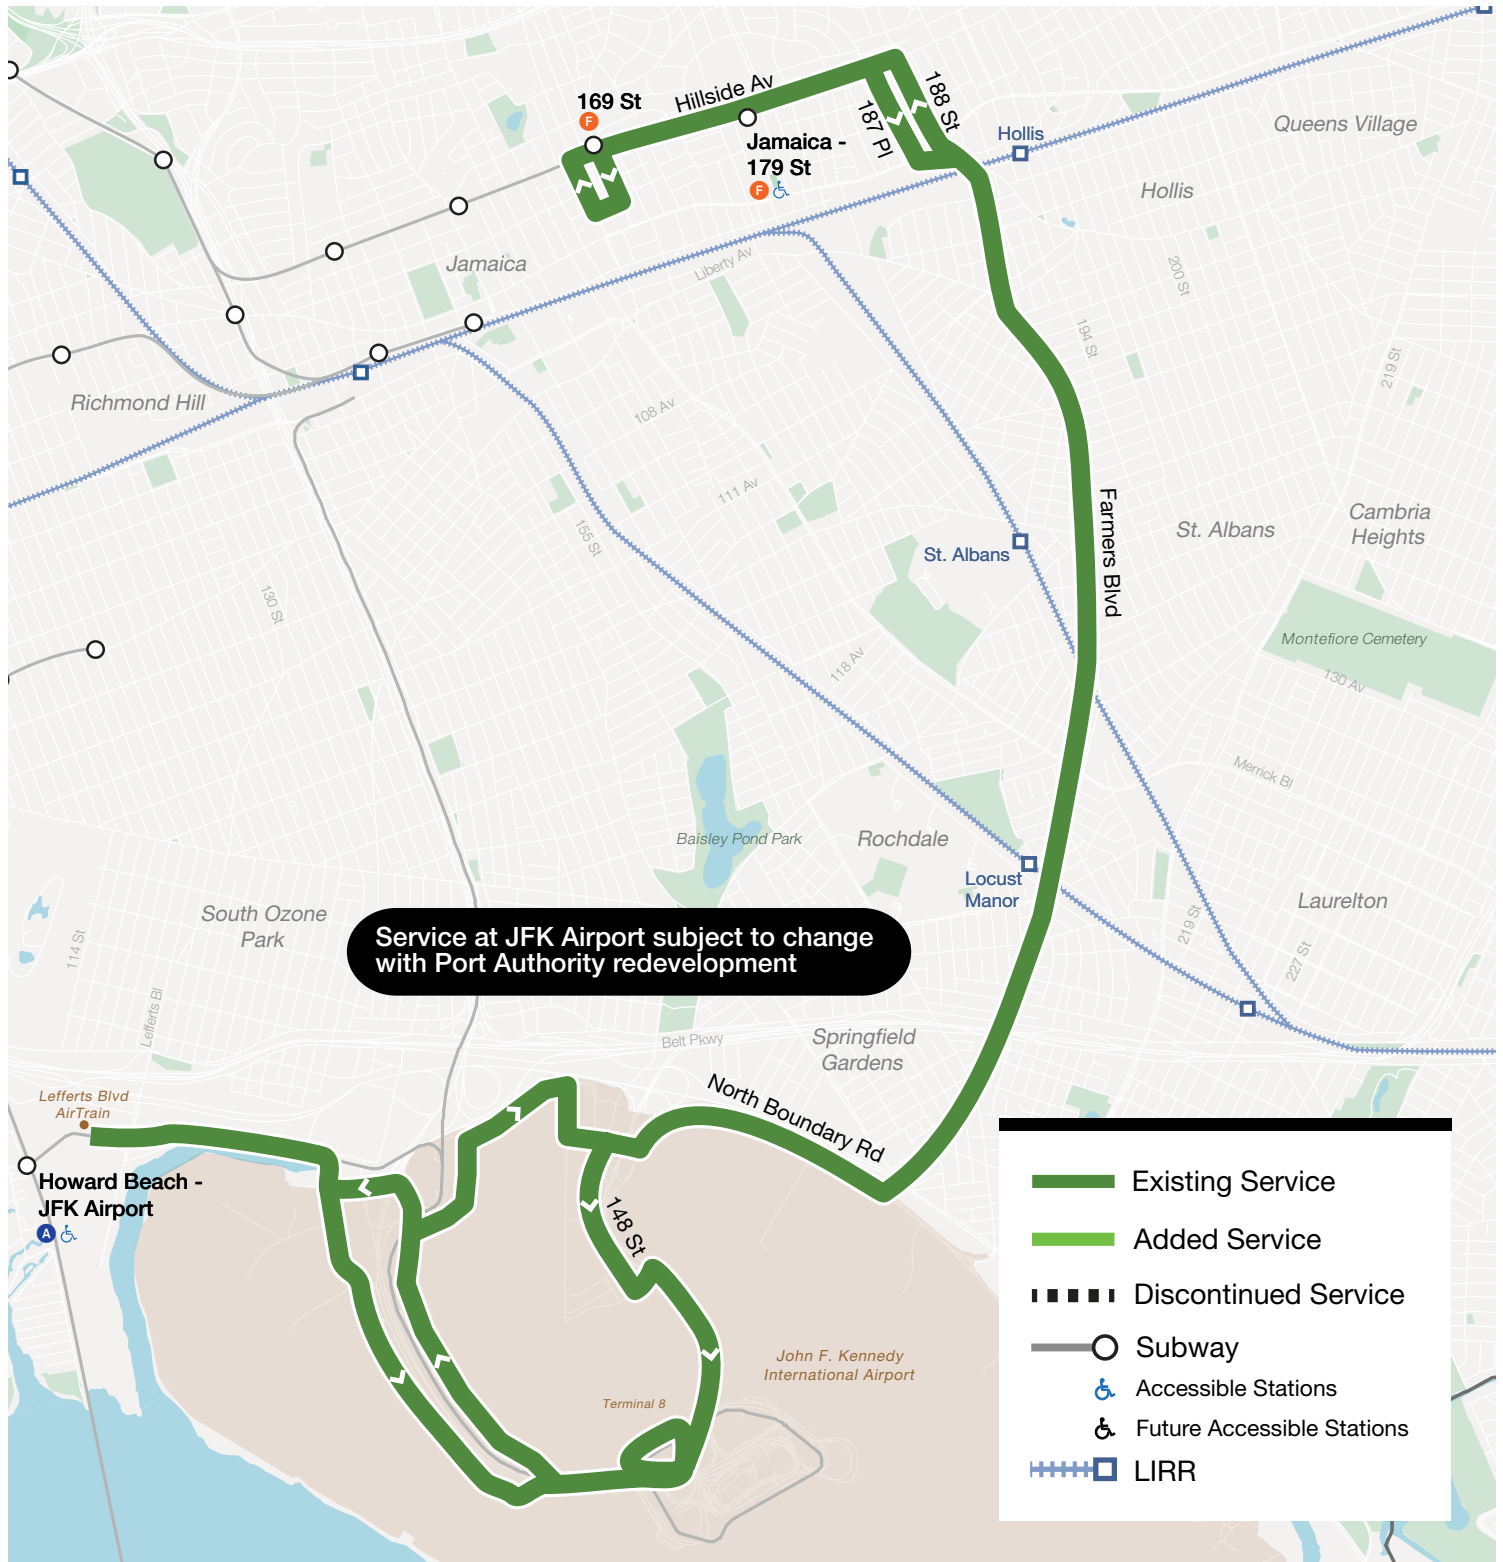 169 St
F
Hillside Av
Jamaica -
179 St
F
187 Pl
188 St
Hollis
Queens Village
Hollis
Jamaica
Liberty Av
200 St
194 St
219 St
Richmond Hill
108 Av
111 Av
155 St
130 St
Farmers Blvd
St. Albans
St. Albans
Cambria
Heights
Montefiore Cemetery
130 Av
118 Av
Merrick Bl
Baisley Pond Park
Rochdale
Locust
Manor
Laurelton
219 St
227 St
South Ozone
Park
114 St
Lefferts Bl
Service at JFK Airport subject to change
with Port Authority redevelopment
Belt Pkwy
Springfield
Gardens
North Boundary Rd
Lefferts Blvd
AirTrain
Howard Beach -
JFK Airport
A
148 St
John F. Kennedy
International Airport
Terminal 8
Existing Service
Added Service
Discontinued Service
Subway
Accessible Stations
Future Accessible Stations
LIRR